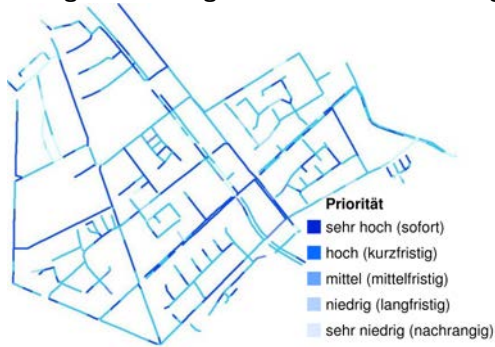 Priorität
sehr hoch (sofort)
hoch (kurzfristig)
mittel (mittelfristig)
niedrig (langfristig)
sehr niedrig (nachrangig)